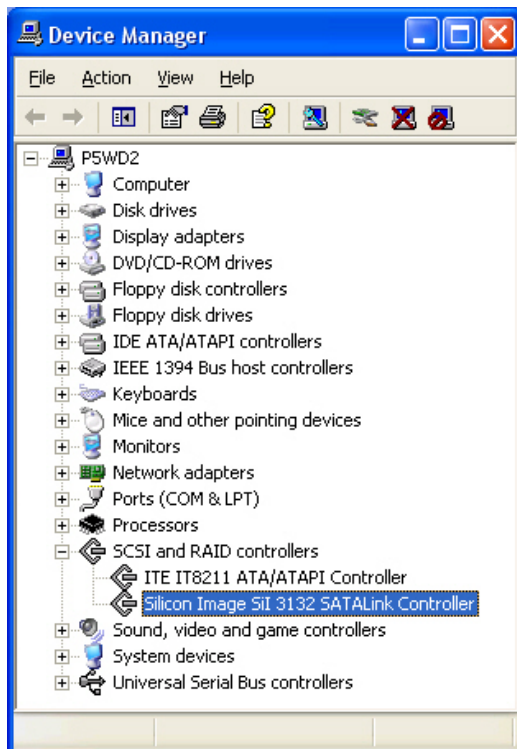 Device Manager
File Action View Help
P5WD2
Computer
Disk drives
Display adapters
DVD/CD-ROM drives
Floppy disk controllers
Floppy disk drives
IDE ATA/ATAPI controllers
IEEE 1394 Bus host controllers
Keyboards
Mice and other pointing devices
Monitors
Network adapters
Ports (COM & LPT)
Processors
SCSI and RAID controllers
ITE IT8211 ATA/ATAPI Controller
Silicon Image SiI 3132 SATALink Controller
Sound, video and game controllers
System devices
Universal Serial Bus controllers